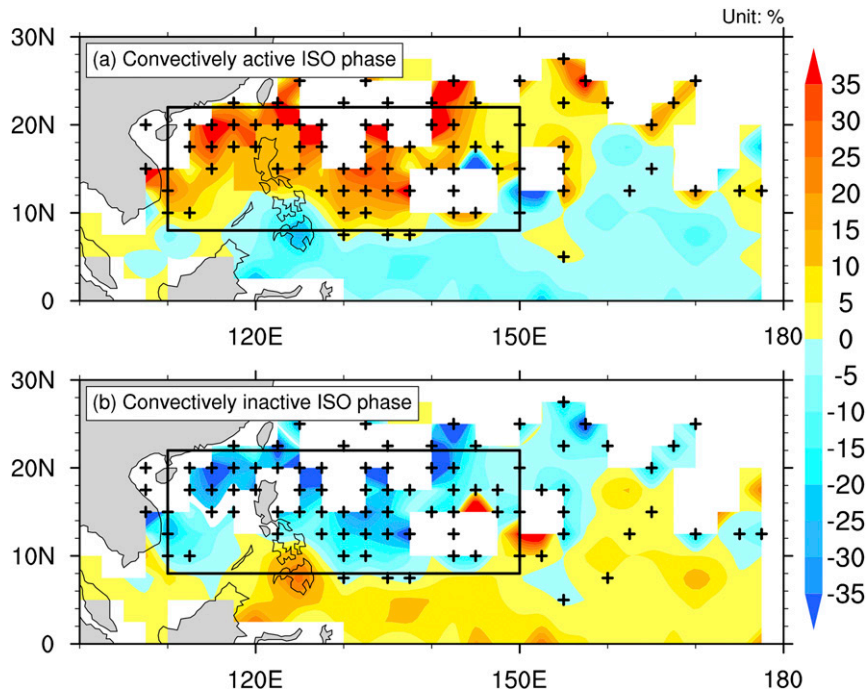 Unit: %
30N
(a) Convectively active ISO phase
20N
10N
0
120E 150E 180
30N
(b) Convectively inactive ISO phase
20N
10N
0
120E 150E 180
35
30
25
20
15
10
5
0
-5
-10
-15
-20
-25
-30
-35